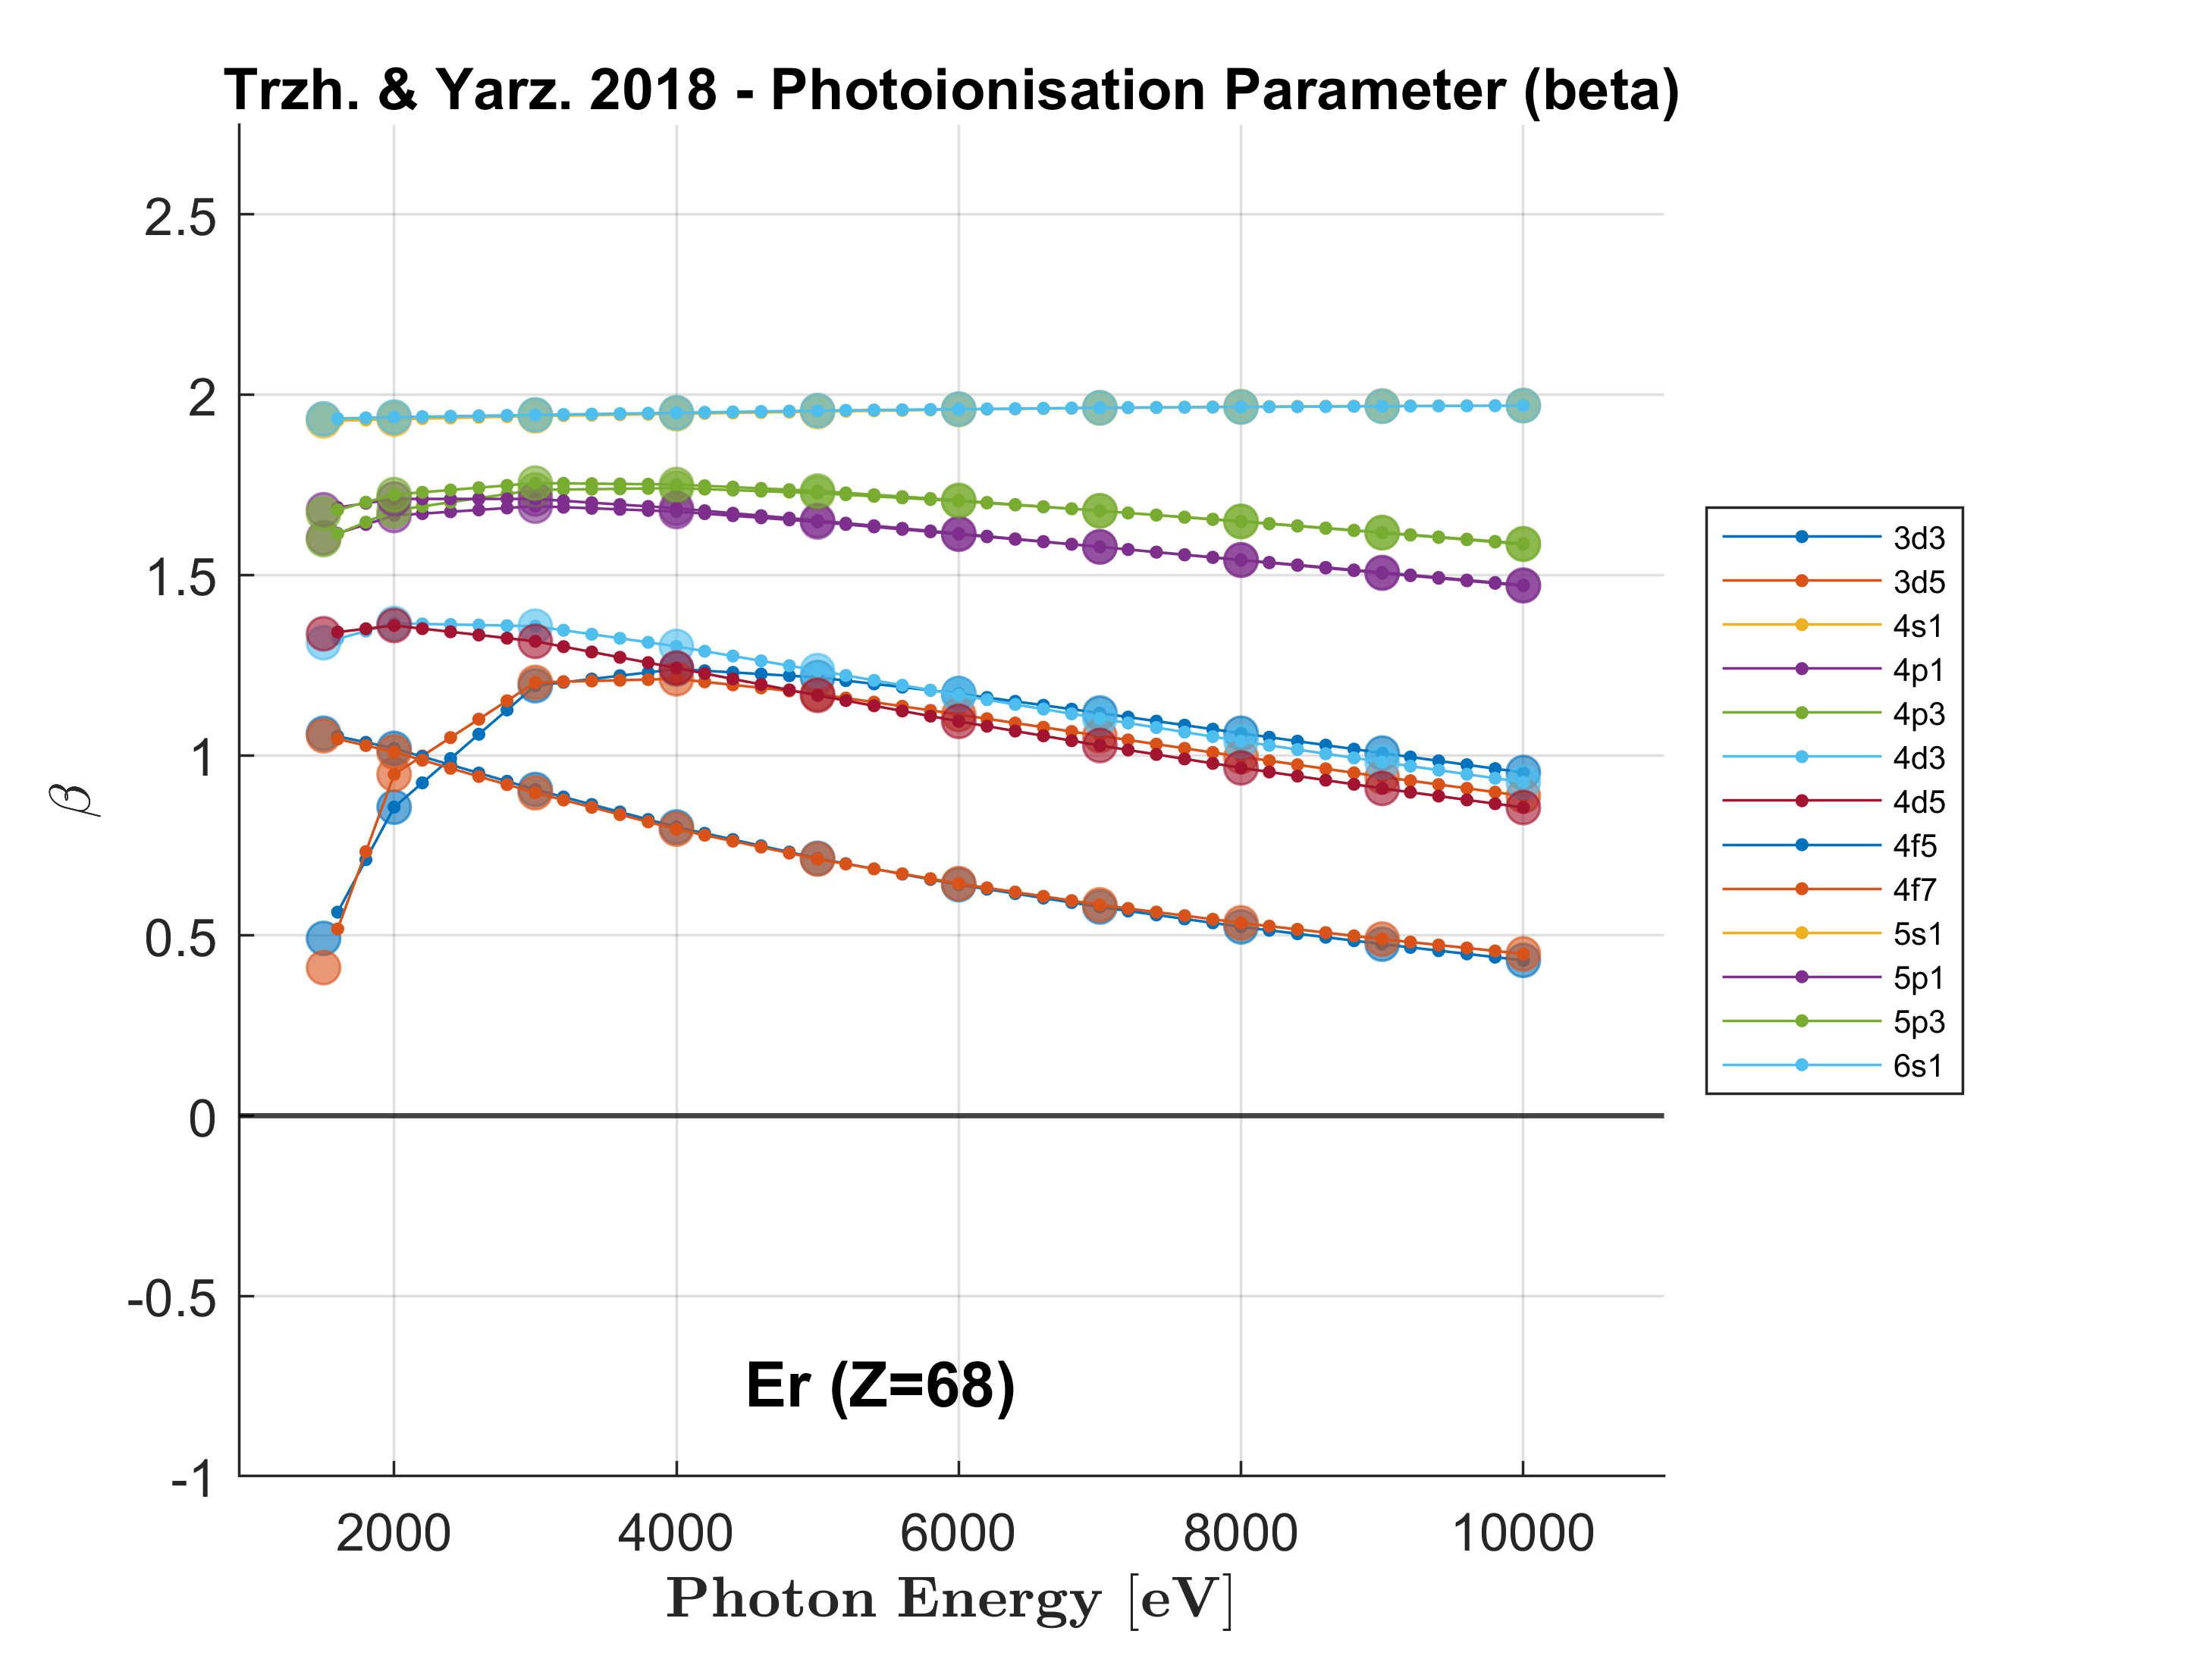 Trzh. & Yarz. 2018 - Photoionisation Parameter (beta)
2.5
2
1.5
1
0.5
0
-0.5
-1
β
2000 4000 6000 8000 10000
Photon Energy [eV]
Er (Z=68)
3d3
3d5
4s1
4p1
4p3
4d3
4d5
4f5
4f7
5s1
5p1
5p3
6s1